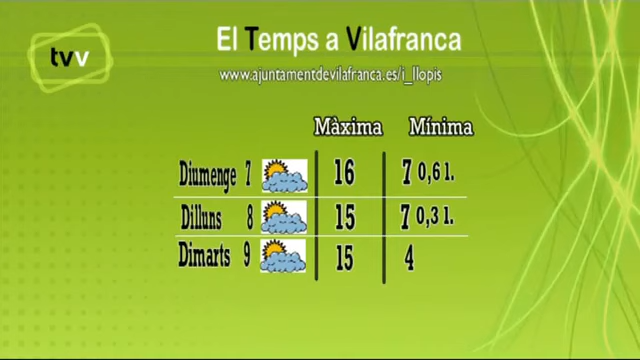 tvv
El Temps a Vilafranca
www.ajuntamentdevilafranca.es/i_llopis
Màxima Mínima
Diumenge 7 16 7 0,6 l.
Dilluns 8 15 7 0,3 l.
Dimarts 9 15 4